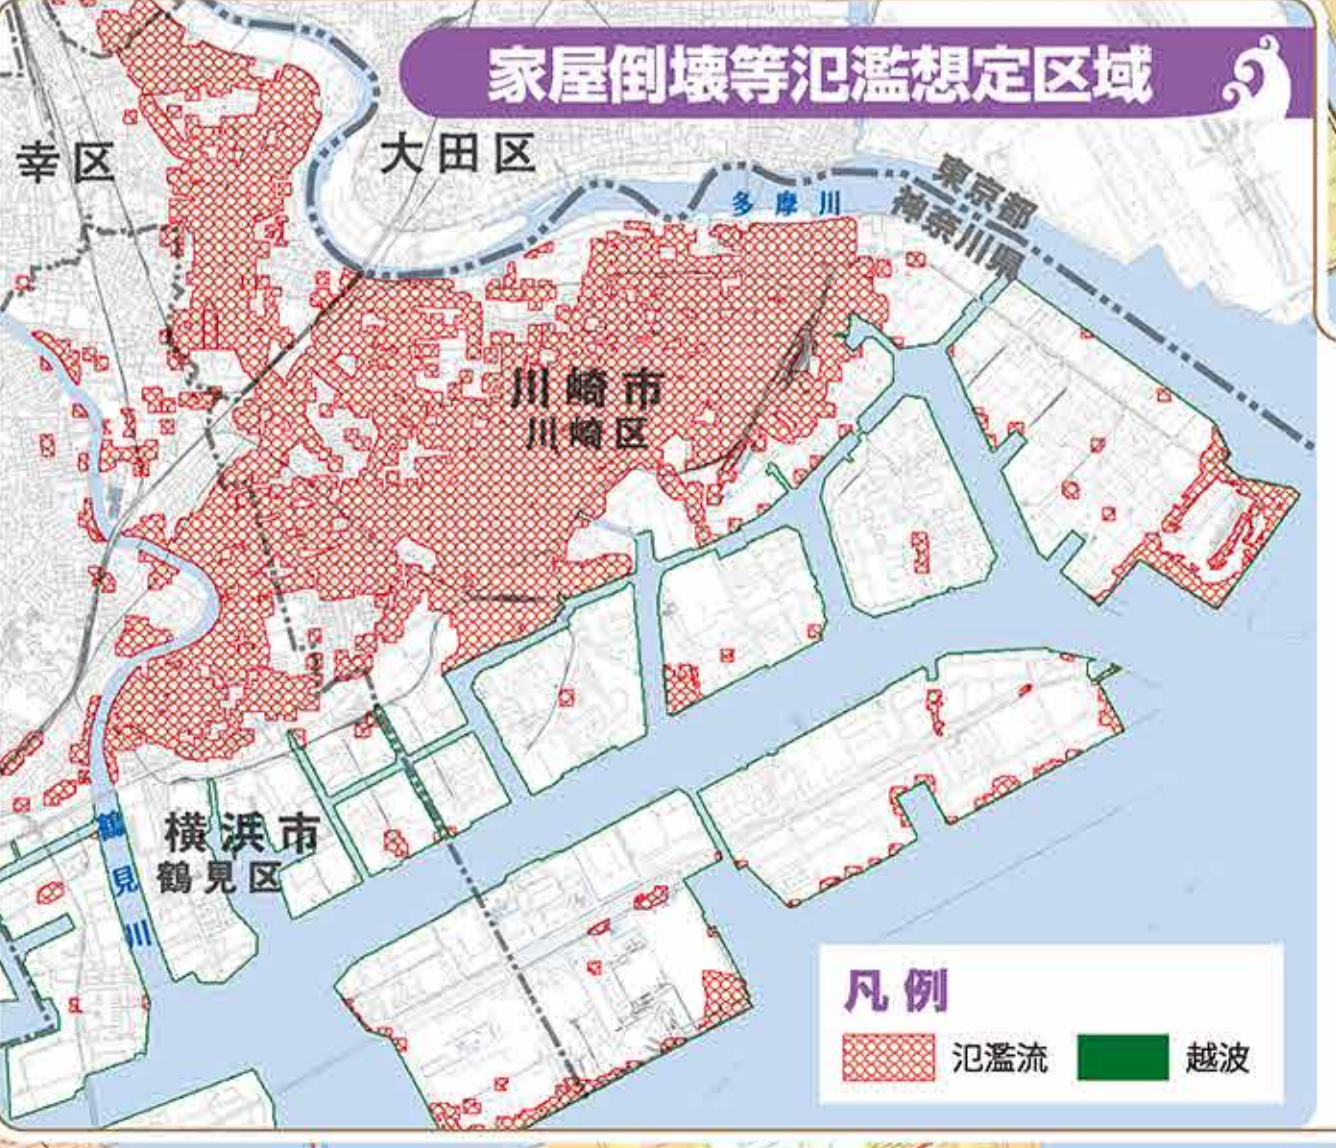 家屋倒壊等氾濫想定区域
幸区
大田区
多摩川
東京都
神奈川県
川崎市
川崎区
横浜市
鶴見区
鶴見川
凡例
氾濫流
越波